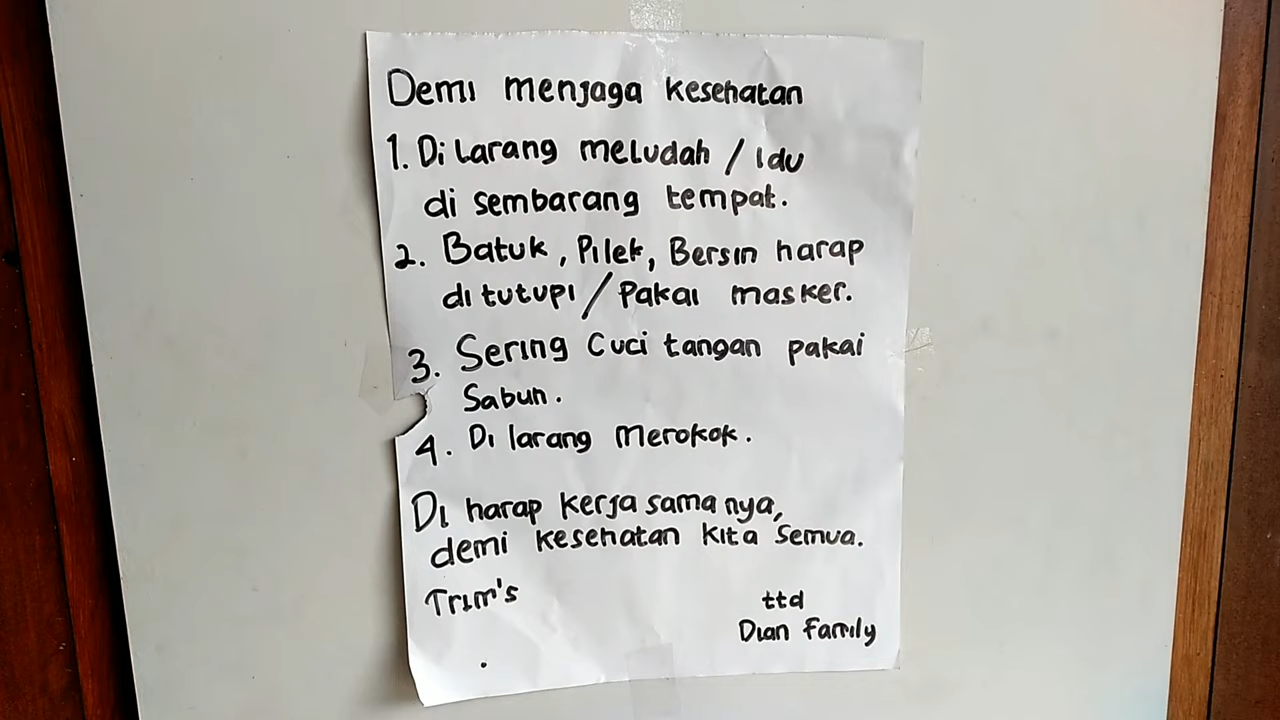 Demi menjaga kesehatan
1. Di Larang meludah / Idu
di sembarang tempat.
2. Batuk, Pilek, Bersin harap
di tutupi / Pakai masker.
3. Sering Cuci tangan pakai
Sabun.
4. Di larang Merokok.
Di harap kerja sama nya,
demi kesehatan kita Semua.
Trim's
ttd
Dian Family